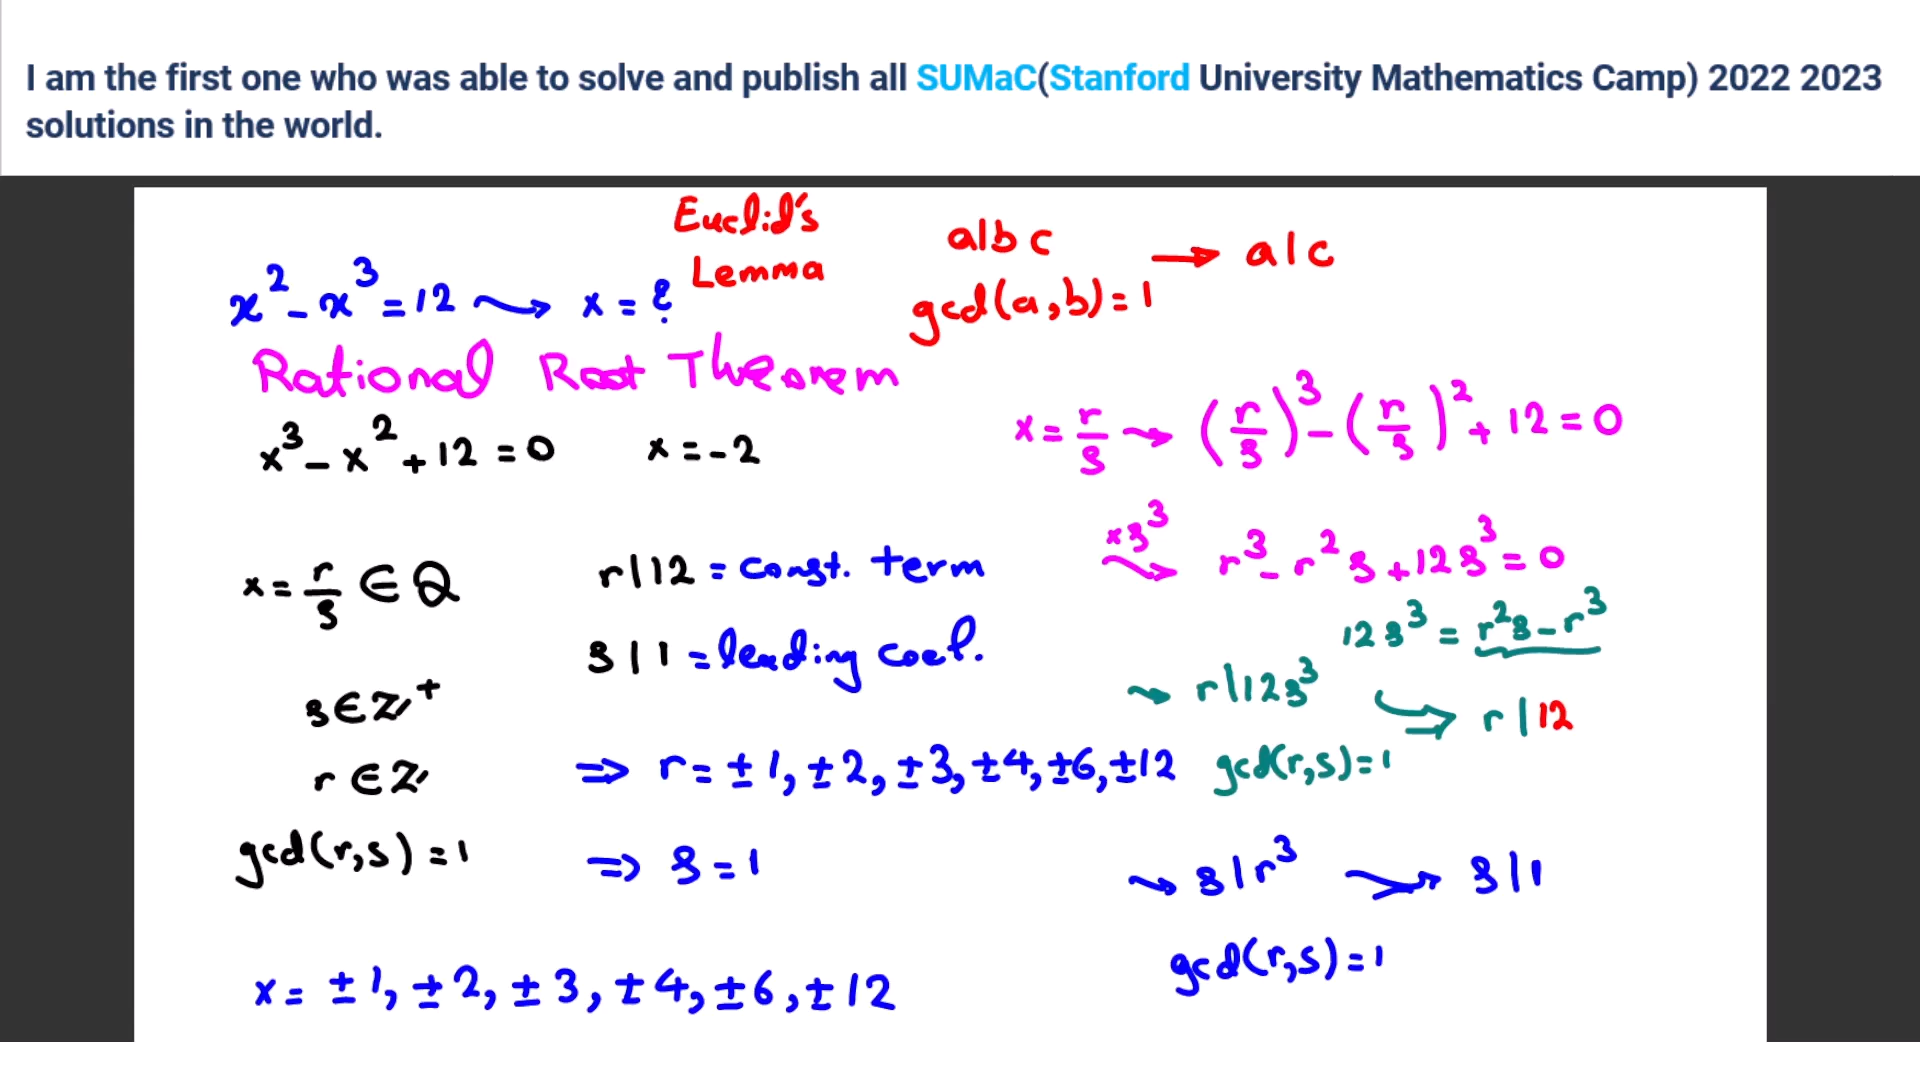 I am the first one who was able to solve and publish all SUMaC(Stanford University Mathematics Camp) 2022 2023
solutions in the world.
x² - x³ = 12 ⇝ x = ?
Euclid's
Lemma
a|bc
gcd(a,b)=1 → a|c
Rational Root Theorem
x³ - x² + 12 = 0 x = -2
x = r/s ⇝ (r/s)³ - (r/s)² + 12 = 0
×s³ ⇝ r³ - r²s + 12s³ = 0
x = r/s ∈ Q
r|12 = const. term
12s³ = r²s - r³
s|1 = leading coef.
⇝ r|12s³ ⇒ r|12
s ∈ Z⁺
r ∈ Z
⇒ r = ±1, ±2, ±3, ±4, ±6, ±12
gcd(r,s)=1
gcd(r,s)=1
⇒ s = 1
⇝ s|r³ ⇝ s|1
gcd(r,s)=1
x = ±1, ±2, ±3, ±4, ±6, ±12